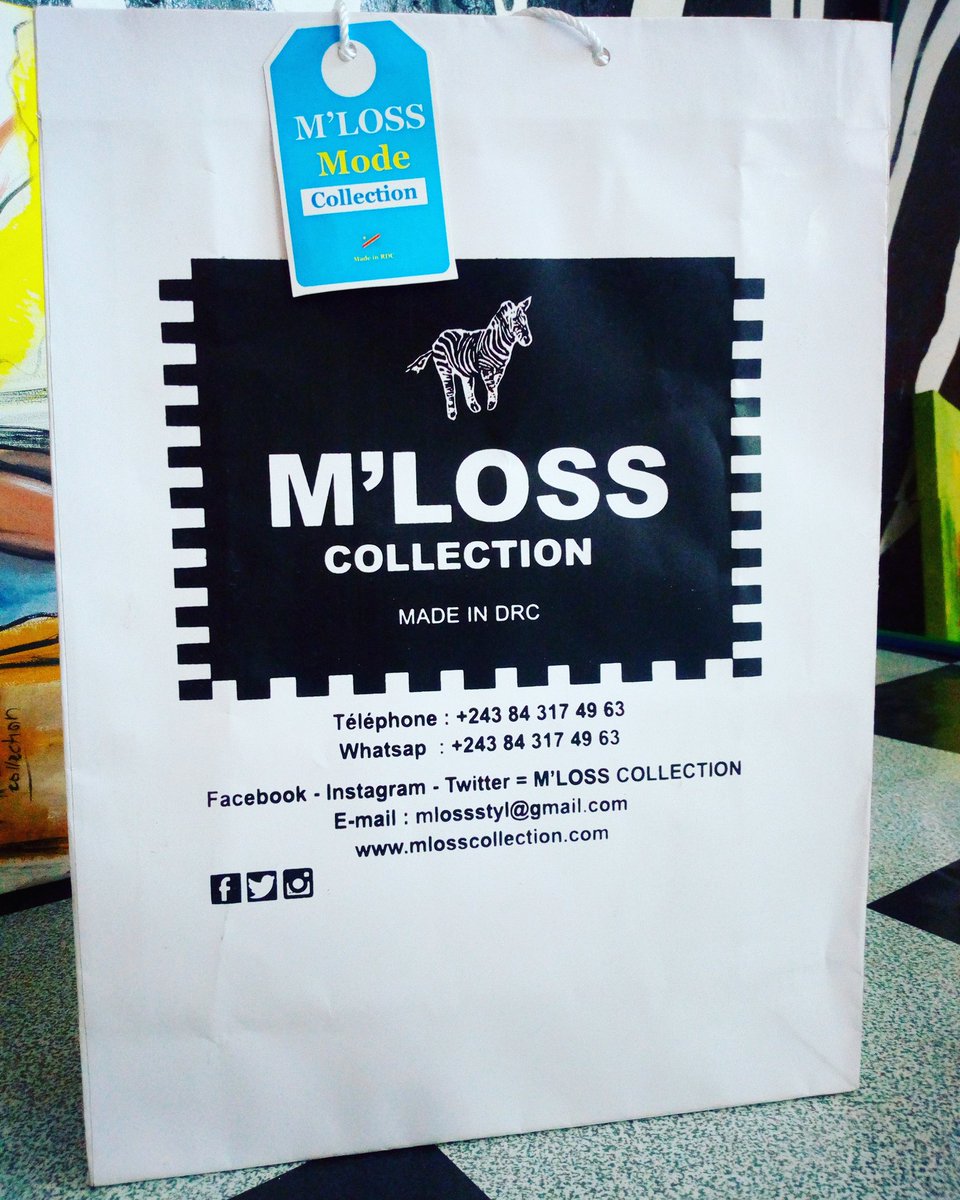 M'LOSS
Mode
Collection
Made in RDC
M'LOSS
COLLECTION
MADE IN DRC
Téléphone : +243 84 317 49 63
Whatsap : +243 84 317 49 63
Facebook - Instagram - Twitter = M'LOSS COLLECTION
E-mail : mlossstyl@gmail.com
www.mlosscollection.com
collection